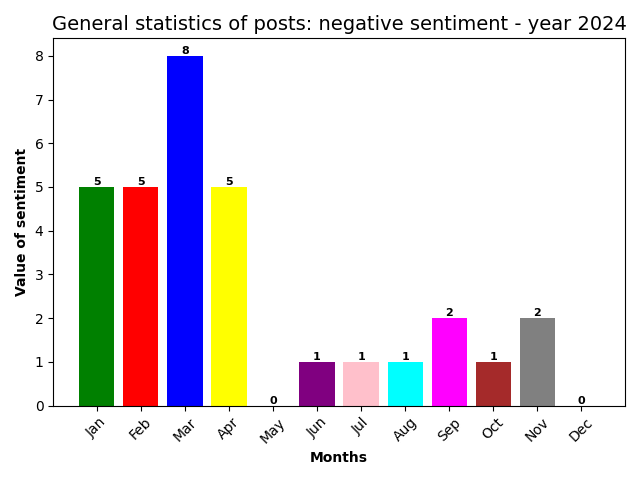 General statistics of posts: negative sentiment - year 2024
Value of sentiment
8
7
6
5
4
3
2
1
0
5
5
8
5
0
1
1
1
2
1
2
0
Jan
Feb
Mar
Apr
May
Jun
Jul
Aug
Sep
Oct
Nov
Dec
Months